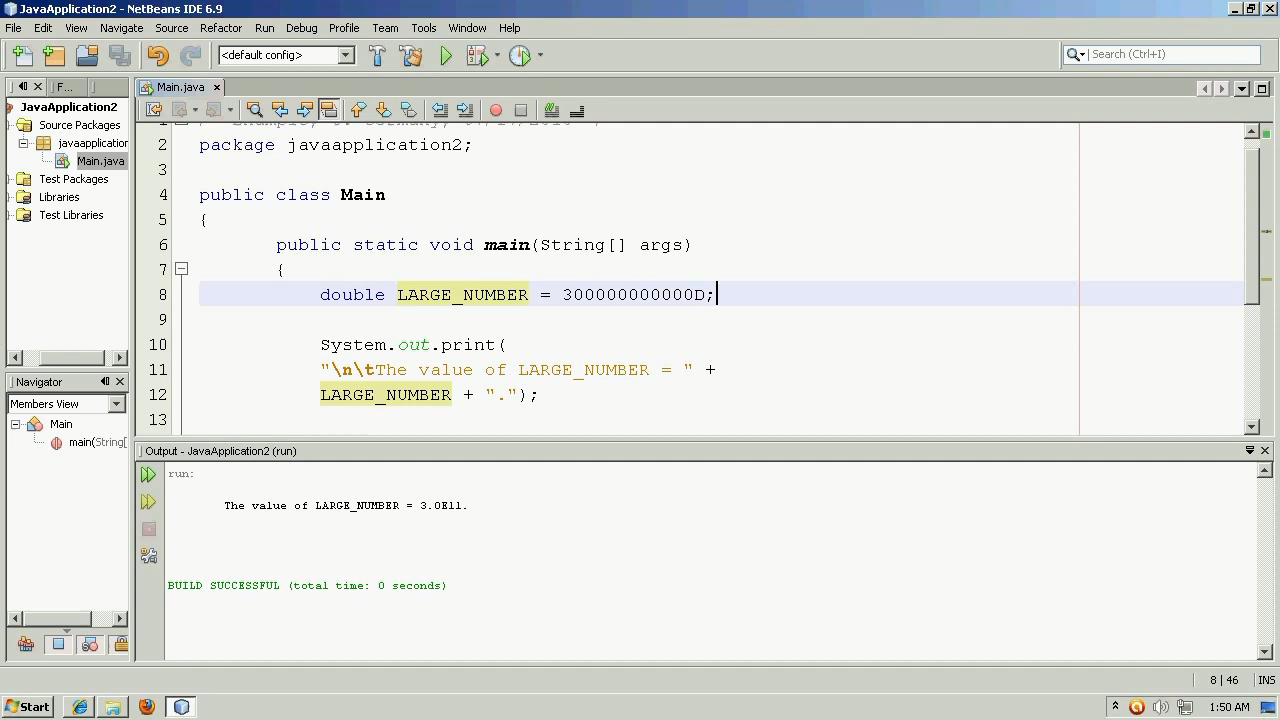 JavaApplication2 - NetBeans IDE 6.9
File Edit View Navigate Source Refactor Run Debug Profile Team Tools Window Help
<default config>
Search (Ctrl+I)
F...
Main.java
JavaApplication2
Source Packages
javaapplication
Main.java
Test Packages
Libraries
Test Libraries
2 package javaapplication2;
3
4 public class Main
5 {
6 public static void main(String[] args)
7 {
8 double LARGE_NUMBER = 300000000000D;
9
10 System.out.print(
11 "\n\tThe value of LARGE_NUMBER = " +
12 LARGE_NUMBER + ".");
13
Navigator
Members View
Main
main(String[
Output - JavaApplication2 (run)
run:
The value of LARGE_NUMBER = 3.0E11.
BUILD SUCCESSFUL (total time: 0 seconds)
8 | 46 INS
Start
1:50 AM